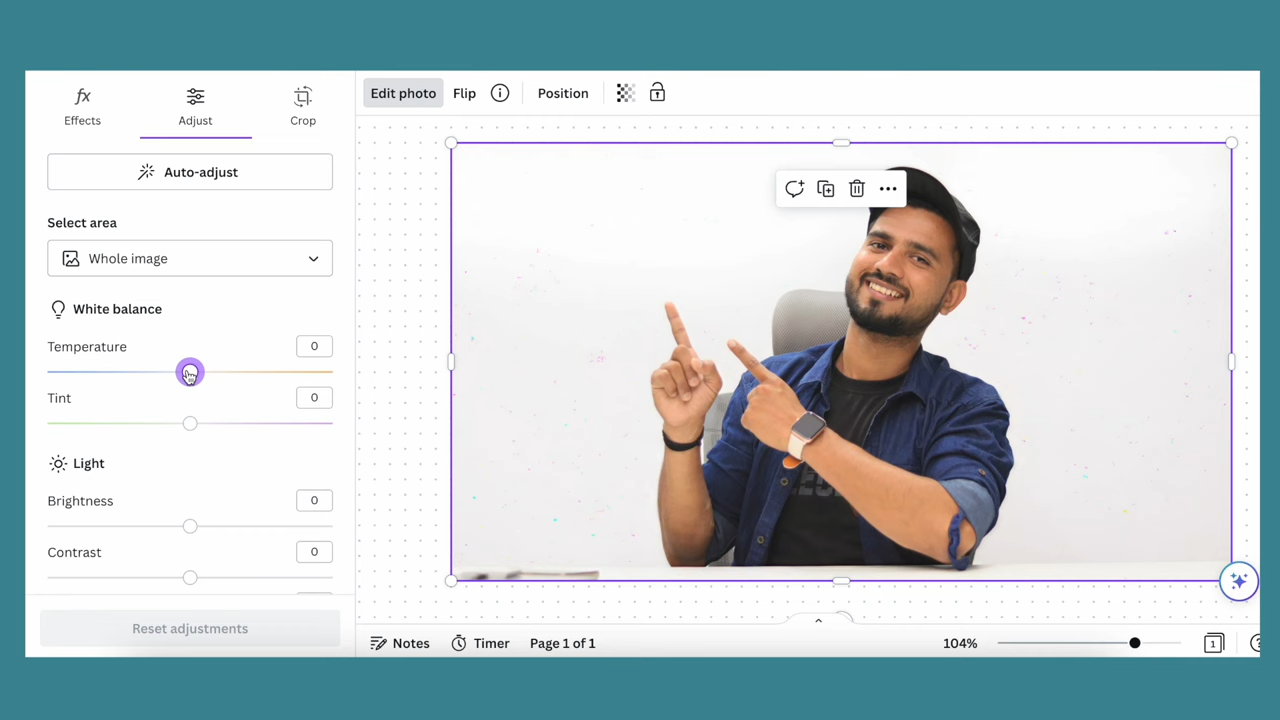 fx
Effects
Adjust
Crop
Edit photo
Flip
Position
Auto-adjust
Select area
Whole image
White balance
Temperature 0
Tint 0
Light
Brightness 0
Contrast 0
Reset adjustments
Notes
Timer
Page 1 of 1
104%
1